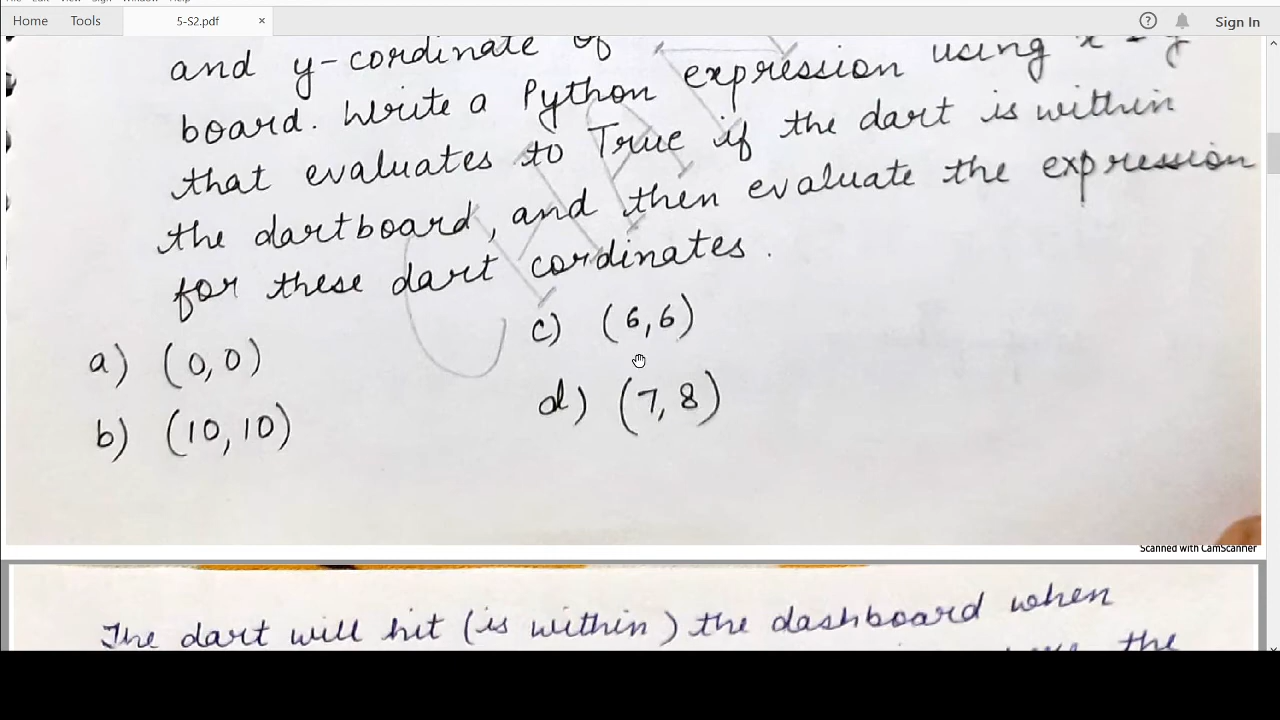 Home Tools 5-S2.pdf × Sign In
and y-cordinate of
board. Write a Python expression using x
that evaluates to True if the dart is within
the dartboard, and then evaluate the expression
for these dart cordinates.
a) (0,0) c) (6,6)
b) (10,10) d) (7,8)
Scanned with CamScanner
The dart will hit (is within) the dashboard when
the